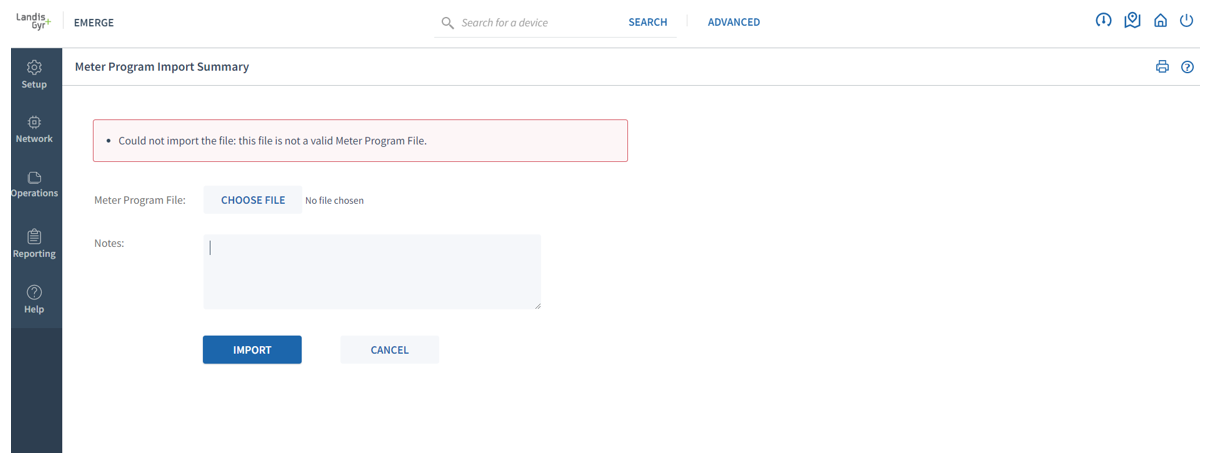 Landis
Gyr+
EMERGE
Search for a device
SEARCH
ADVANCED
Setup
Network
Operations
Reporting
Help
Meter Program Import Summary
• Could not import the file: this file is not a valid Meter Program File.
Meter Program File:
CHOOSE FILE
No file chosen
Notes:
IMPORT
CANCEL